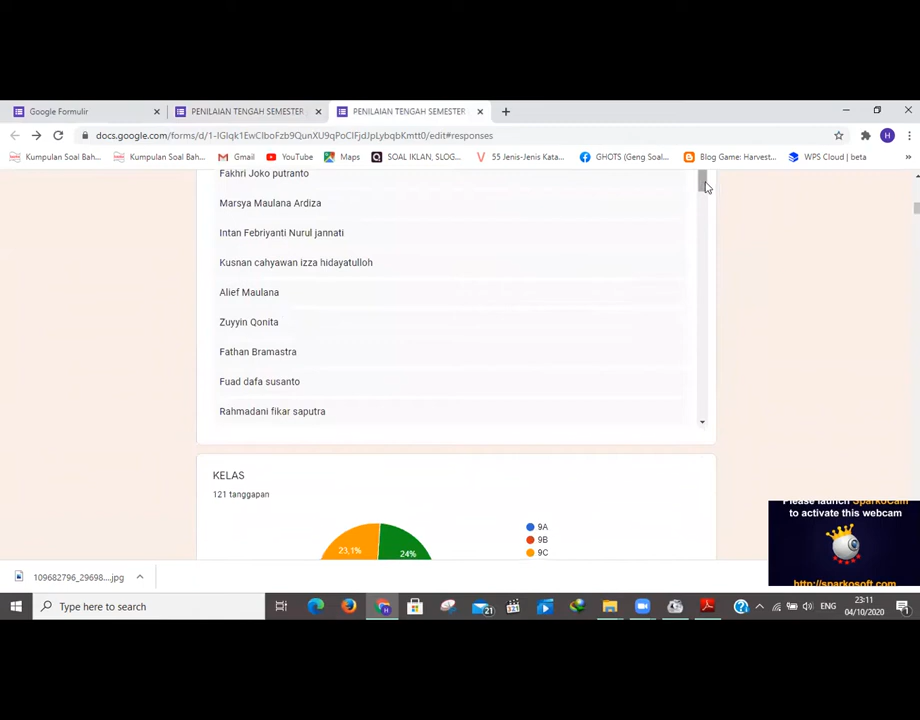 Google Formulir
PENILAIAN TENGAH SEMESTER
PENILAIAN TENGAH SEMESTER
docs.google.com/forms/d/1-IGIqk1EwClboFzb9QunXU9qPoCIFjdJpLybqbKmtt0/edit#responses
H
Kumpulan Soal Bah...
Kumpulan Soal Bah...
Gmail
YouTube
Maps
SOAL IKLAN, SLOG...
55 Jenis-Jenis Kata...
GHOTS (Geng Soal...
Blog Game: Harvest...
WPS Cloud | beta
Fakhri Joko putranto
Marsya Maulana Ardiza
Intan Febriyanti Nurul jannati
Kusnan cahyawan izza hidayatulloh
Alief Maulana
Zuyyin Qonita
Fathan Bramastra
Fuad dafa susanto
Rahmadani fikar saputra
KELAS
121 tanggapan
23,1%
24%
9A
9B
9C
Please launch SparkoCam
to activate this webcam
http://sparkosoft.com
109682796_29698....jpg
Type here to search
21
ENG
23:11
04/10/2020
1